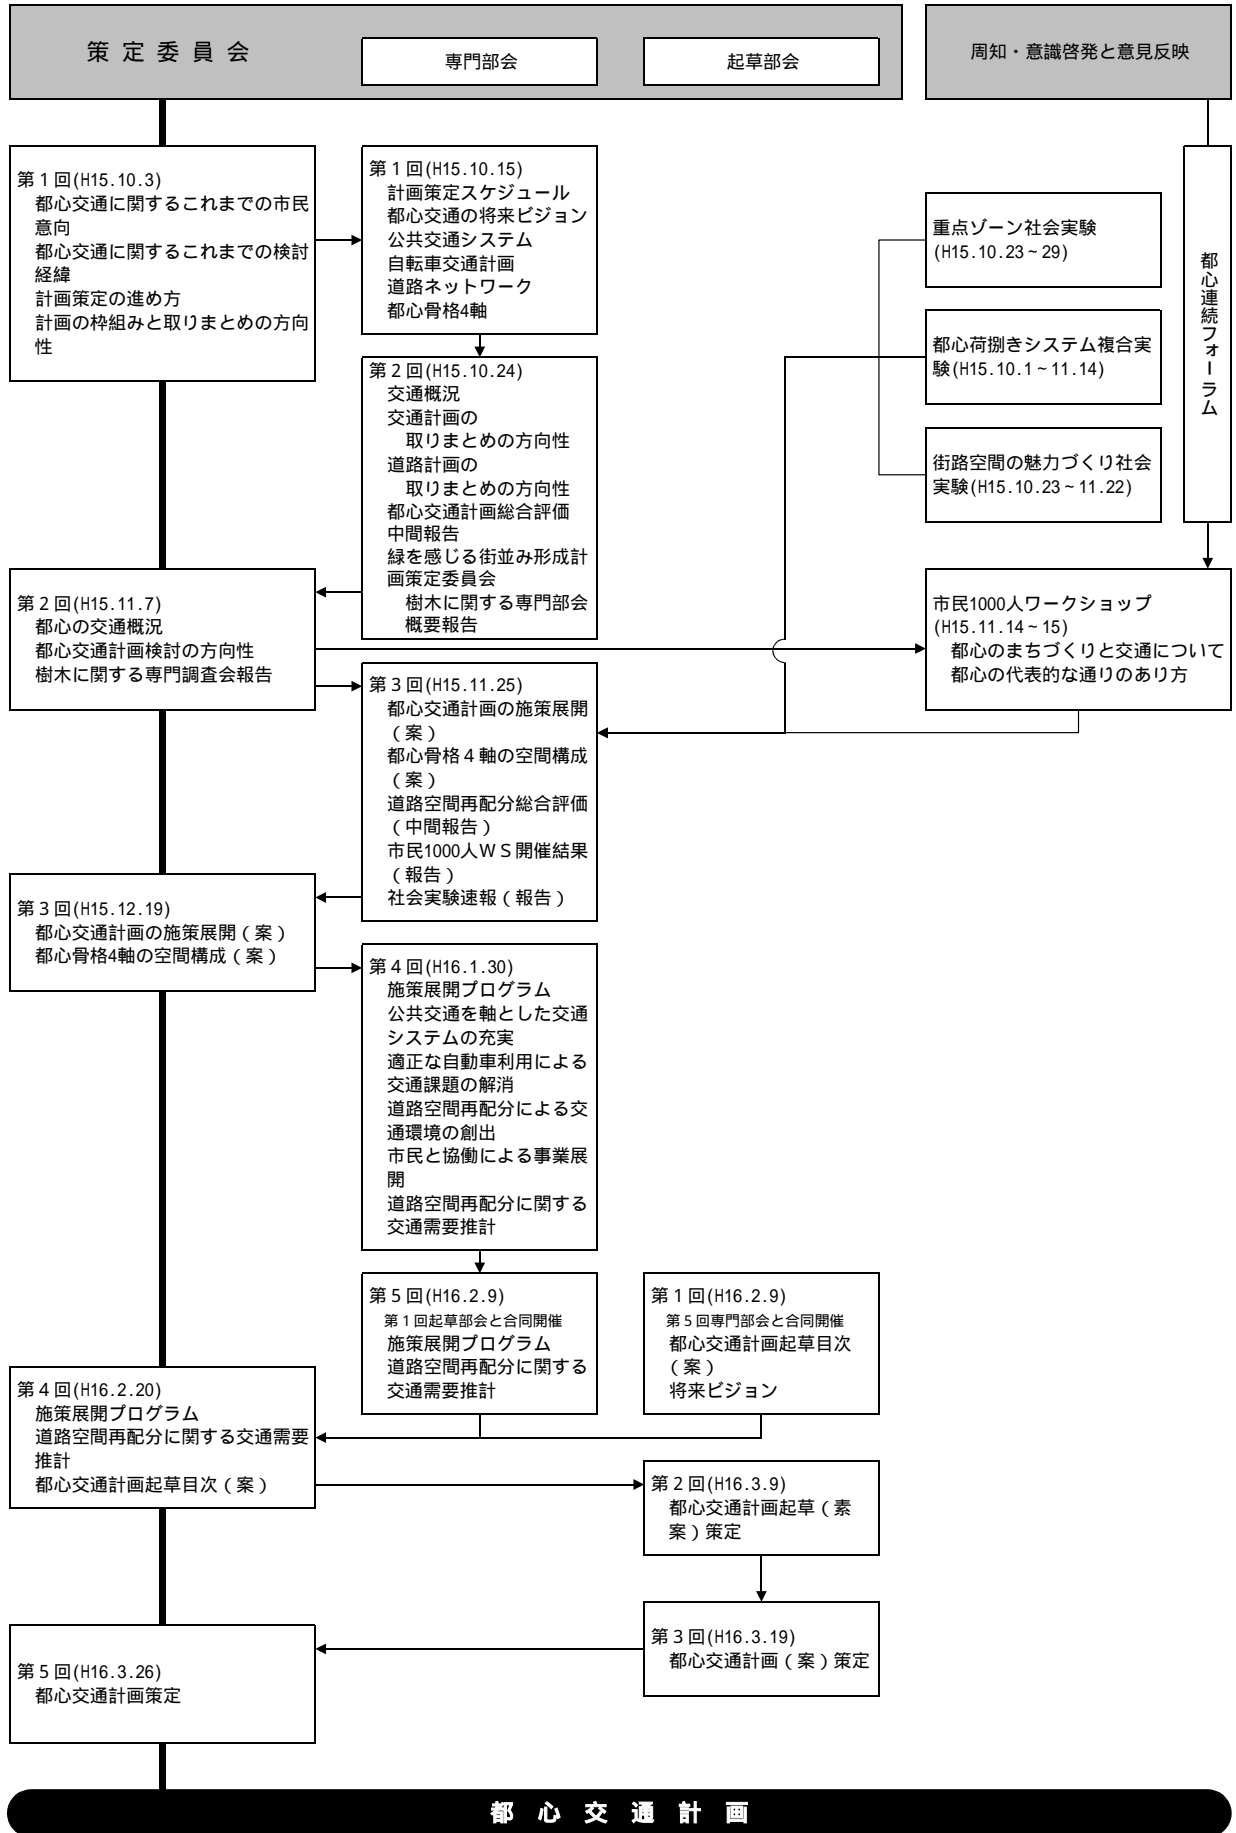 策定委員会
専門部会
起草部会
周知・意識啓発と意見反映
第1回(H15.10.3)
都心交通に関するこれまでの市民
意向
都心交通に関するこれまでの検討
経緯
計画策定の進め方
計画の枠組みと取りまとめの方向
性
第1回(H15.10.15)
計画策定スケジュール
都心交通の将来ビジョン
公共交通システム
自転車交通計画
道路ネットワーク
都心骨格4軸
重点ゾーン社会実験
(H15.10.23~29)
都心荷捌きシステム複合実
験(H15.10.1~11.14)
街路空間の魅力づくり社会
実験(H15.10.23~11.22)
都心連続フォーラム
第2回(H15.10.24)
交通概況
交通計画の
取りまとめの方向性
道路計画の
取りまとめの方向性
都心交通計画総合評価
中間報告
緑を感じる街並み形成計
画策定委員会
樹木に関する専門部会
概要報告
第2回(H15.11.7)
都心の交通概況
都心交通計画検討の方向性
樹木に関する専門調査会報告
市民1000人ワークショップ
(H15.11.14~15)
都心のまちづくりと交通について
都心の代表的な通りのあり方
第3回(H15.11.25)
都心交通計画の施策展開
(案)
都心骨格4軸の空間構成
(案)
道路空間再配分総合評価
(中間報告)
市民1000人WS開催結果
(報告)
社会実験速報(報告)
第3回(H15.12.19)
都心交通計画の施策展開(案)
都心骨格4軸の空間構成(案)
第4回(H16.1.30)
施策展開プログラム
公共交通を軸とした交通
システムの充実
適正な自動車利用による
交通課題の解消
道路空間再配分による交
通環境の創出
市民と協働による事業展
開
道路空間再配分に関する
交通需要推計
第5回(H16.2.9)
第1回起草部会と合同開催
施策展開プログラム
道路空間再配分に関する
交通需要推計
第1回(H16.2.9)
第5回専門部会と合同開催
都心交通計画起草目次
(案)
将来ビジョン
第4回(H16.2.20)
施策展開プログラム
道路空間再配分に関する交通需要
推計
都心交通計画起草目次(案)
第2回(H16.3.9)
都心交通計画起草(素
案)策定
第3回(H16.3.19)
都心交通計画(案)策定
第5回(H16.3.26)
都心交通計画策定
都心交通計画